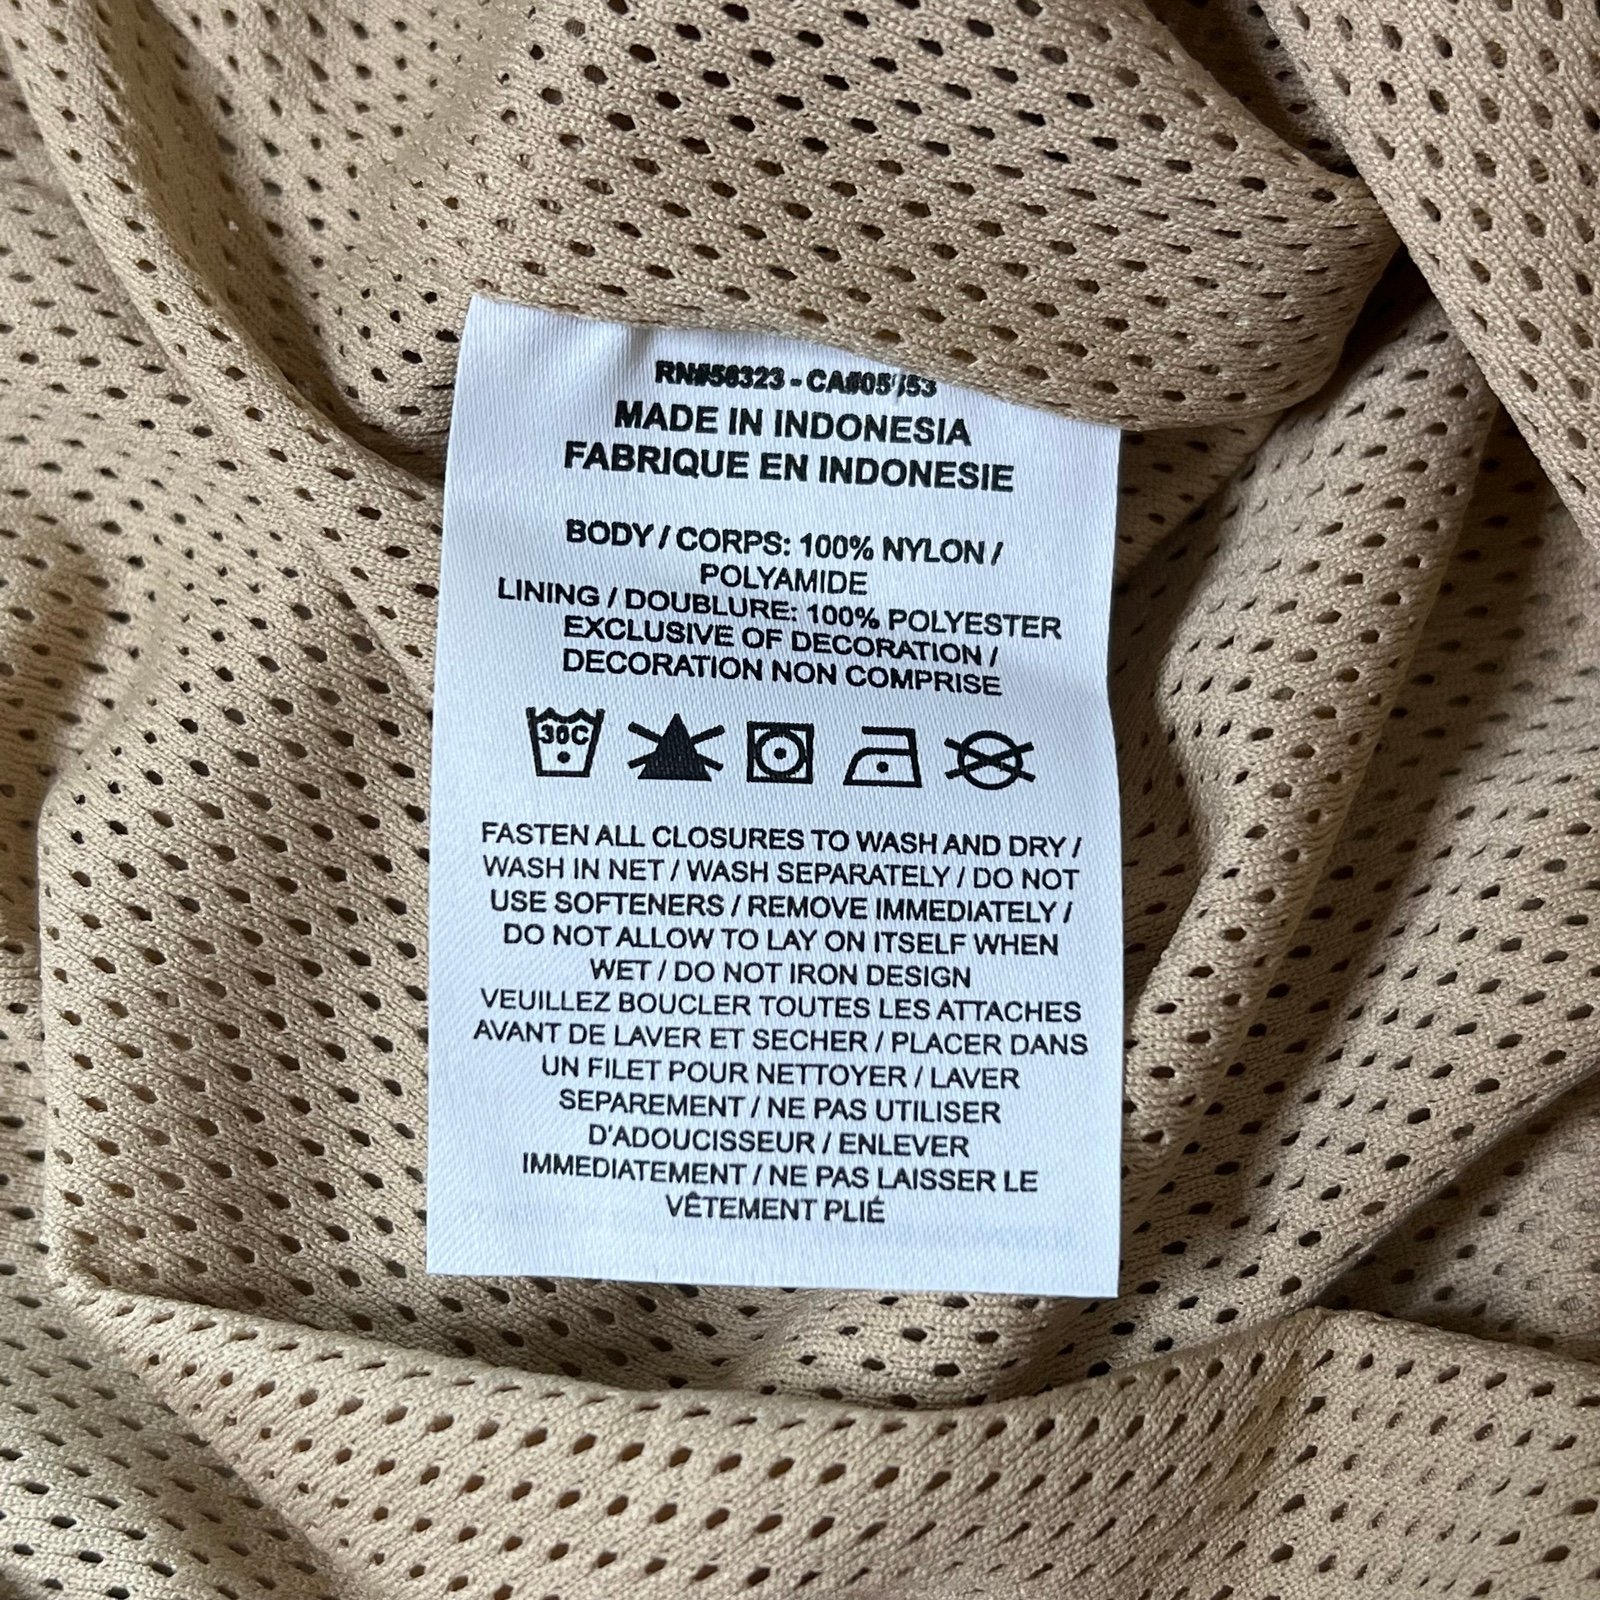 MADE IN INDONESIA
FABRIQUE EN INDONESIE
BODY / CORPS: 100% NYLON /
POLYAMIDE
LINING / DOUBLURE: 100% POLYESTER
EXCLUSIVE OF DECORATION /
DECORATION NON COMPRISE
30C
FASTEN ALL CLOSURES TO WASH AND DRY /
WASH IN NET / WASH SEPARATELY / DO NOT
USE SOFTENERS / REMOVE IMMEDIATELY /
DO NOT ALLOW TO LAY ON ITSELF WHEN
WET / DO NOT IRON DESIGN
VEUILLEZ BOUCLER TOUTES LES ATTACHES
AVANT DE LAVER ET SECHER / PLACER DANS
UN FILET POUR NETTOYER / LAVER
SEPAREMENT / NE PAS UTILISER
D'ADOUCISSEUR / ENLEVER
IMMEDIATEMENT / NE PAS LAISSER LE
VÊTEMENT PLIÉ